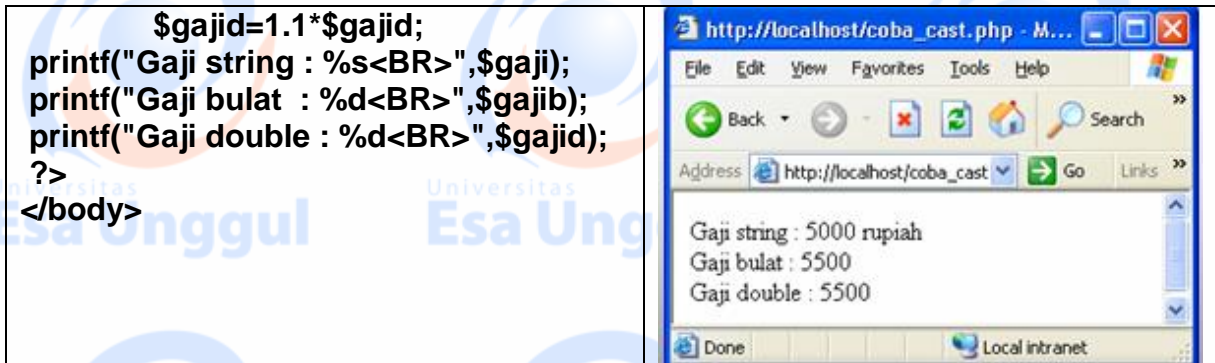 $gajid=1.1*$gajid;
printf("Gaji string : %s<BR>",$gaji);
printf("Gaji bulat  : %d<BR>",$gajib);
printf("Gaji double : %d<BR>",$gajid);
?>
</body>
Universitas
Esa Unggul
Universitas
Esa Ung
http://localhost/coba_cast.php - M...
File Edit View Favorites Tools Help
Back Search
Address http://localhost/coba_cast Go Links
Gaji string : 5000 rupiah
Gaji bulat : 5500
Gaji double : 5500
Done Local intranet